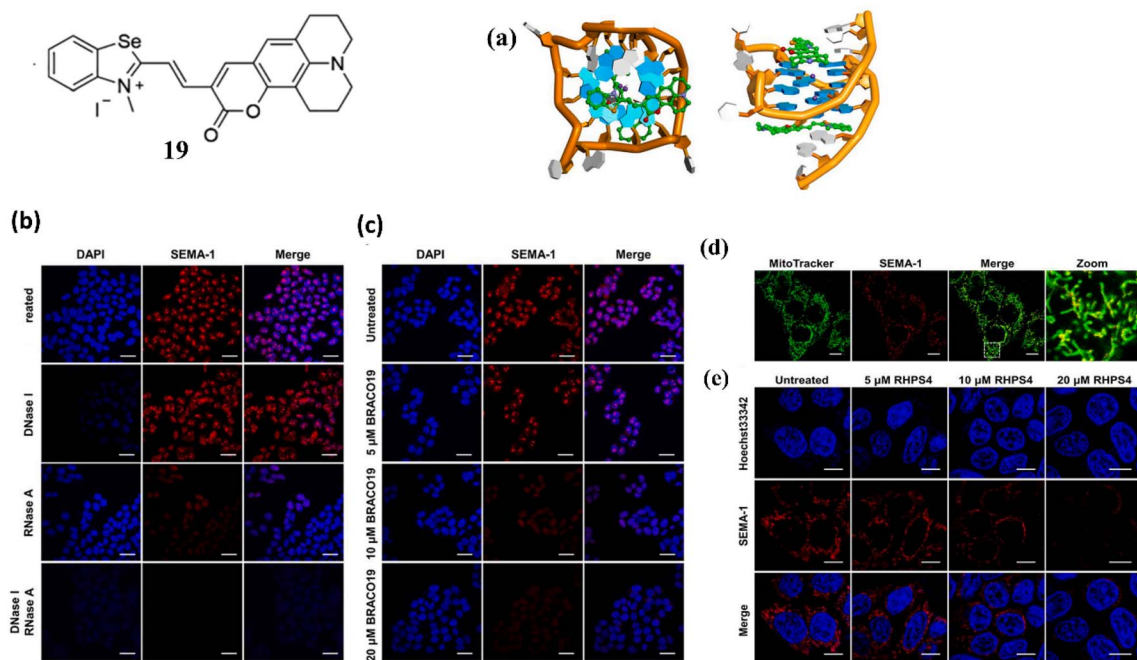 Se
N+
I-
O
O
N
19
(a)
(b)
DAPI SEMA-1 Merge
reated
DNase I
RNase A
DNase I
RNase A
(c)
DAPI SEMA-1 Merge
Untreated
5 µM BRACO19
10 µM BRACO19
20 µM BRACO19
(d)
MitoTracker SEMA-1 Merge Zoom
(e)
Untreated 5 µM RHPS4 10 µM RHPS4 20 µM RHPS4
Hoechst33342
SEMA-1
Merge